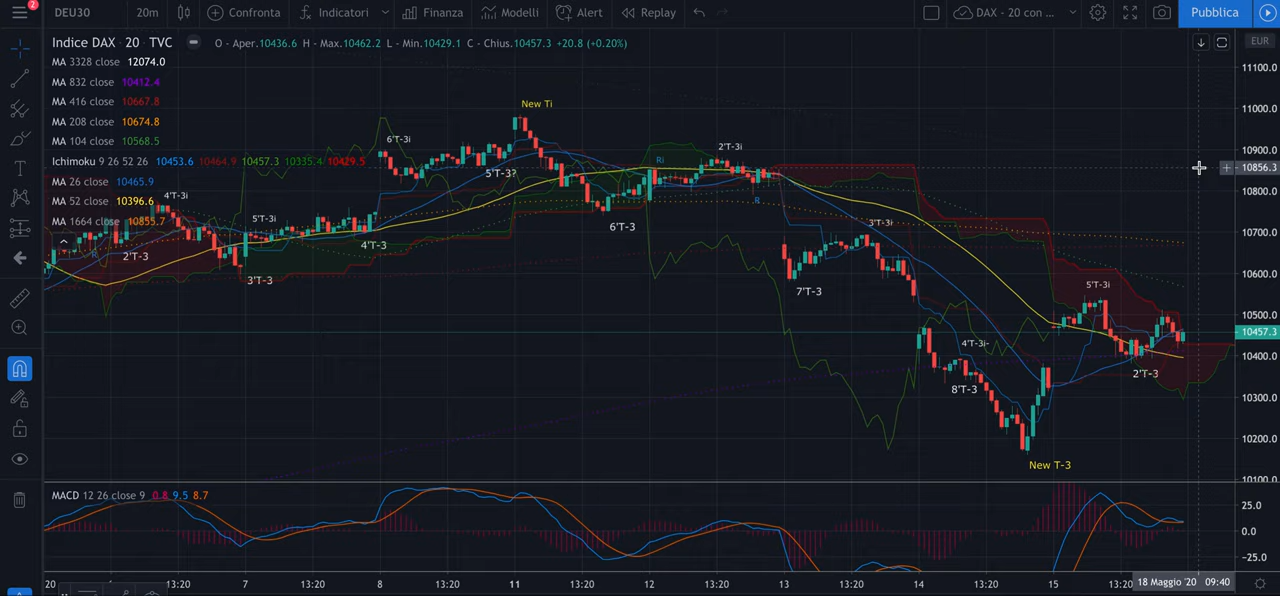 2
DEU30 20m Confronta Indicatori Finanza Modelli Alert Replay DAX - 20 con ... Pubblica
Indice DAX · 20 · TVC O - Aper.10436.6 H - Max.10462.2 L - Min.10429.1 C - Chius.10457.3 +20.8 (+0.20%)
EUR
MA 3328 close 12074.0
MA 832 close 10412.4
MA 416 close 10667.8
MA 208 close 10674.8
MA 104 close 10568.5
Ichimoku 9 26 52 26 10453.6 10464.9 10457.3 10335.4 10429.5
MA 26 close 10465.9
MA 52 close 10396.6
MA 1664 close 10855.7
11100.0
11000.0
10900.0
10856.3
10800.0
10700.0
10600.0
10500.0
10457.3
10400.0
10300.0
10200.0
10100.0
New Ti
6'T-3i
5'T-3?
4'T-3i
5'T-3i
2'T-3
3'T-3
4'T-3
6'T-3
Ri
2'T-3i
R
R
3'T-3i
7'T-3
4'T-3i-
8'T-3
5'T-3i
2'T-3
New T-3
MACD 12 26 close 9 0.8 9.5 8.7
25.0
0.0
-25.0
20 13:20 7 13:20 8 13:20 11 13:20 12 13:20 13 13:20 14 13:20 15 13:20 18 Maggio '20 09:40